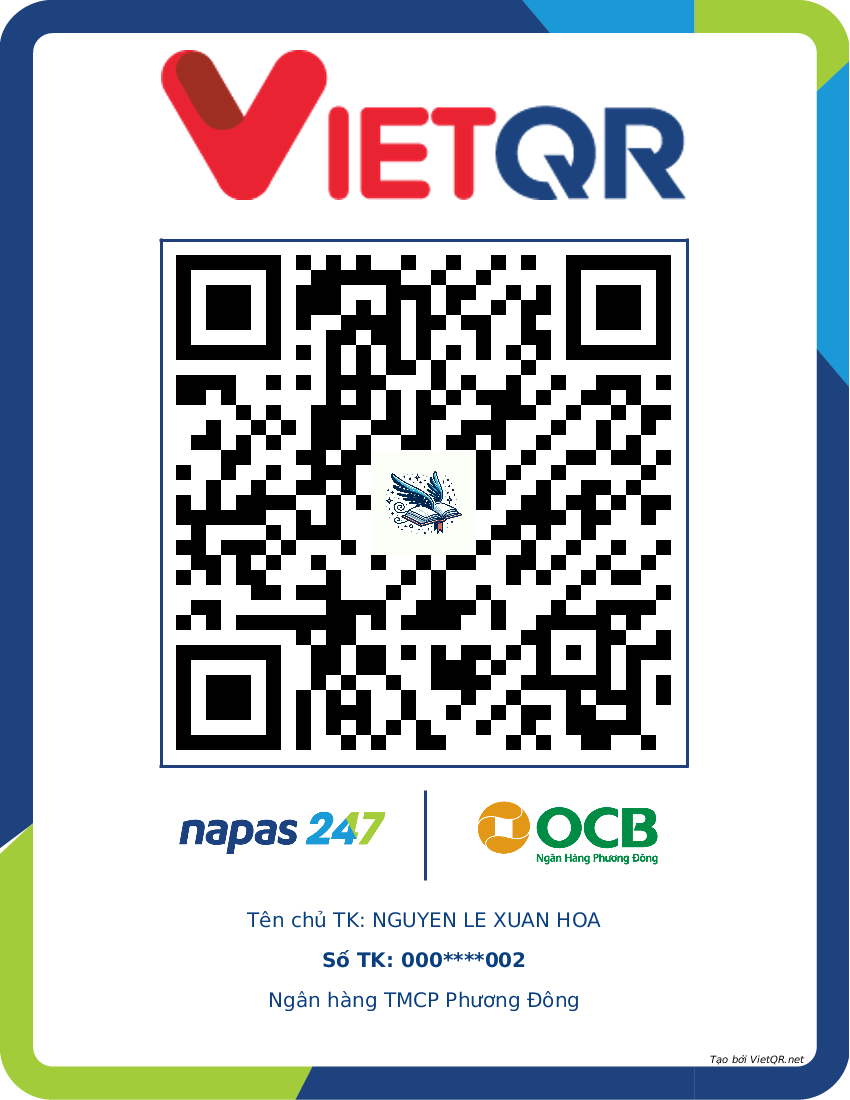 VIETQR
napas 247
OCB
Ngân Hàng Phương Đông
Tên chủ TK: NGUYEN LE XUAN HOA
Số TK: 000****002
Ngân hàng TMCP Phương Đông
Tạo bởi VietQR.net